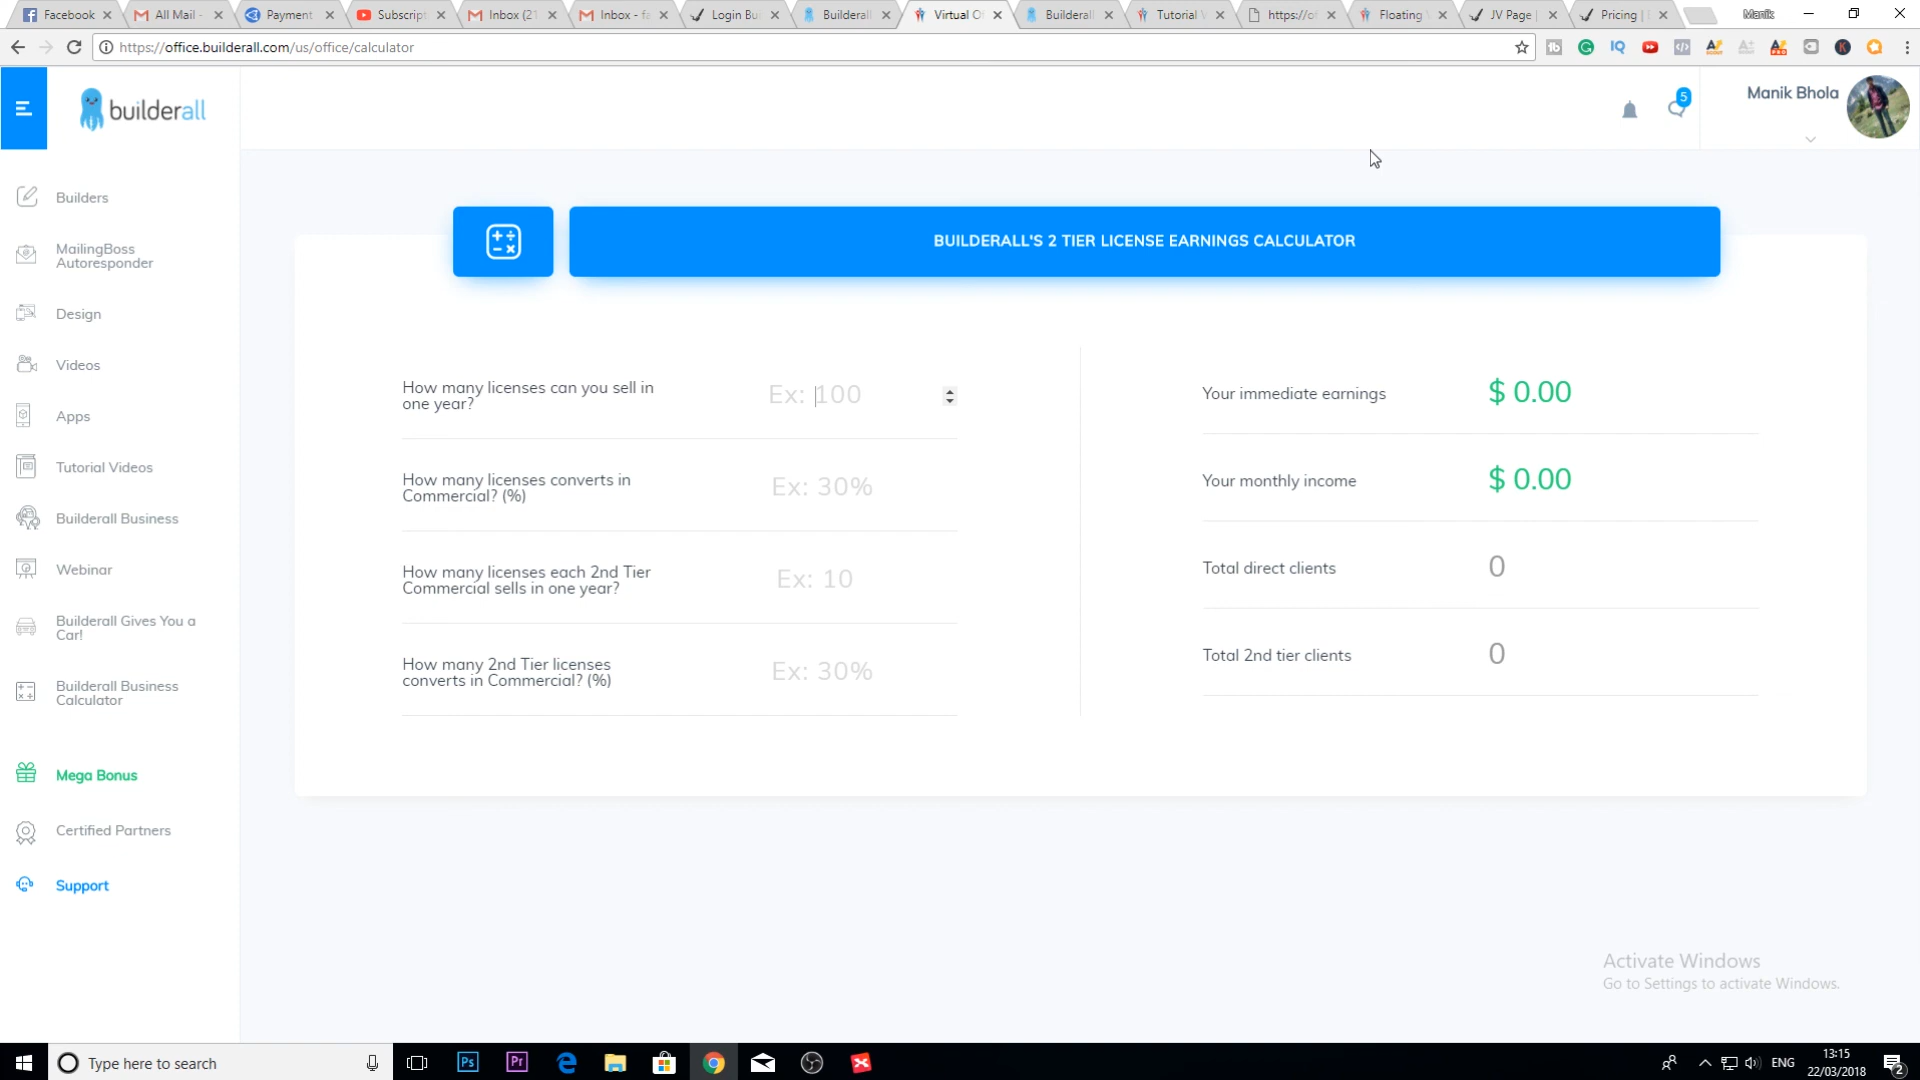 Facebook
All Mail -
Payment
Subscript
Inbox (21
Inbox - fa
Login Bu
Builderall
Virtual O
Builderall
Tutorial V
https://o
Floating
JV Page |
Pricing |
Manik
https://office.builderall.com/us/office/calculator
builderall
5
Manik Bhola
Builders
MailingBoss
Autoresponder
Design
Videos
Apps
Tutorial Videos
Builderall Business
Webinar
Builderall Gives You a
Car!
Builderall Business
Calculator
Mega Bonus
Certified Partners
Support
BUILDERALL'S 2 TIER LICENSE EARNINGS CALCULATOR
How many licenses can you sell in
one year?
Ex: 100
How many licenses converts in
Commercial? (%)
Ex: 30%
How many licenses each 2nd Tier
Commercial sells in one year?
Ex: 10
How many 2nd Tier licenses
converts in Commercial? (%)
Ex: 30%
Your immediate earnings
$ 0.00
Your monthly income
$ 0.00
Total direct clients
0
Total 2nd tier clients
0
Activate Windows
Go to Settings to activate Windows.
Type here to search
Ps
Pr
ENG
13:15
22/03/2018
2